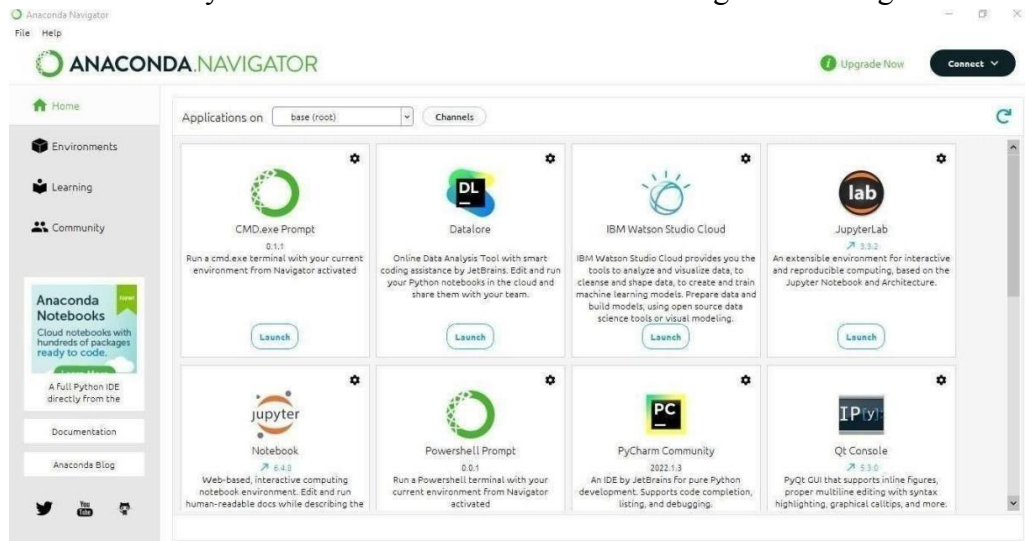 Anaconda Navigator
File Help
ANACONDA.NAVIGATOR
Upgrade Now
Connect
Home
Environments
Learning
Community
Anaconda Notebooks
New!
Cloud notebooks with
hundreds of packages
ready to code.
A full Python IDE
directly from the
Documentation
Anaconda Blog
You
Tube
Applications on base (root) Channels
CMD.exe Prompt
0.1.1
Run a cmd.exe terminal with your current
environment from Navigator activated
Launch
DL
Datalore
Online Data Analysis Tool with smart
coding assistance by JetBrains. Edit and run
your Python notebooks in the cloud and
share them with your team.
Launch
IBM Watson Studio Cloud
IBM Watson Studio Cloud provides you the
tools to analyze and visualize data, to
cleanse and shape data, to create and train
machine learning models. Prepare data and
build models, using open source data
science tools or visual modeling.
Launch
lab
JupyterLab
An extensible environment for interactive
and reproducible computing, based on the
Jupyter Notebook and Architecture.
Launch
jupyter
Notebook
6.4.0
Web-based, interactive computing
notebook environment. Edit and run
human-readable docs while describing the
Powershell Prompt
0.0.1
Run a Powershell terminal with your
current environment from Navigator
activated
PC
PyCharm Community
2022.1.3
An IDE by JetBrains for pure Python
development. Supports code completion,
listing, and debugging.
IP[y]:
Qt Console
5.3.0
PyQt GUI that supports inline figures,
proper multiline editing with syntax
highlighting, graphical calltips, and more.